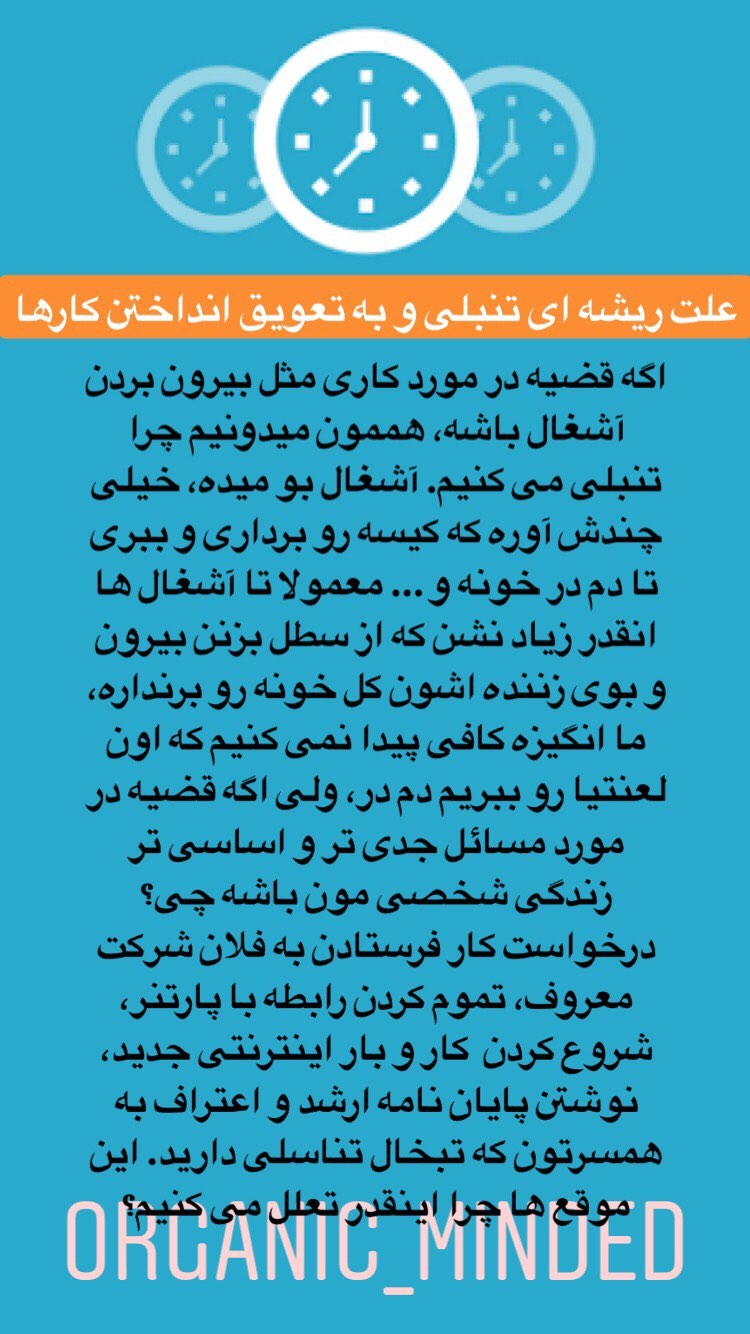 علت ریشه ای تنبلی و به تعویق انداختن کارها
اگه قضیه در مورد کاری مثل بیرون بردن
آشغال باشه، هممون میدونیم چرا
تنبلی می کنیم. آشغال بو میده، خیلی
چندش آوره که کیسه رو برداری و ببری
تا دم در خونه و... معمولا تا آشغال ها
انقدر زیاد نشن که از سطل بزنن بیرون
و بوی زننده اشون کل خونه رو برنداره،
ما انگیزه کافی پیدا نمی کنیم که اون
لعنتیا رو ببریم دم در، ولی اگه قضیه در
مورد مسائل جدی تر و اساسی تر
زندگی شخصی مون باشه چی؟
درخواست کار فرستادن به فلان شرکت
معروف، تموم کردن رابطه با پارتنر،
شروع کردن کار و بار اینترنتی جدید،
نوشتن پایان نامه ارشد و اعتراف به
همسرتون که تبخال تناسلی دارید. این
موقع ها چرا اینقدر تعلل می کنیم؟
ORGANIC_MINDED